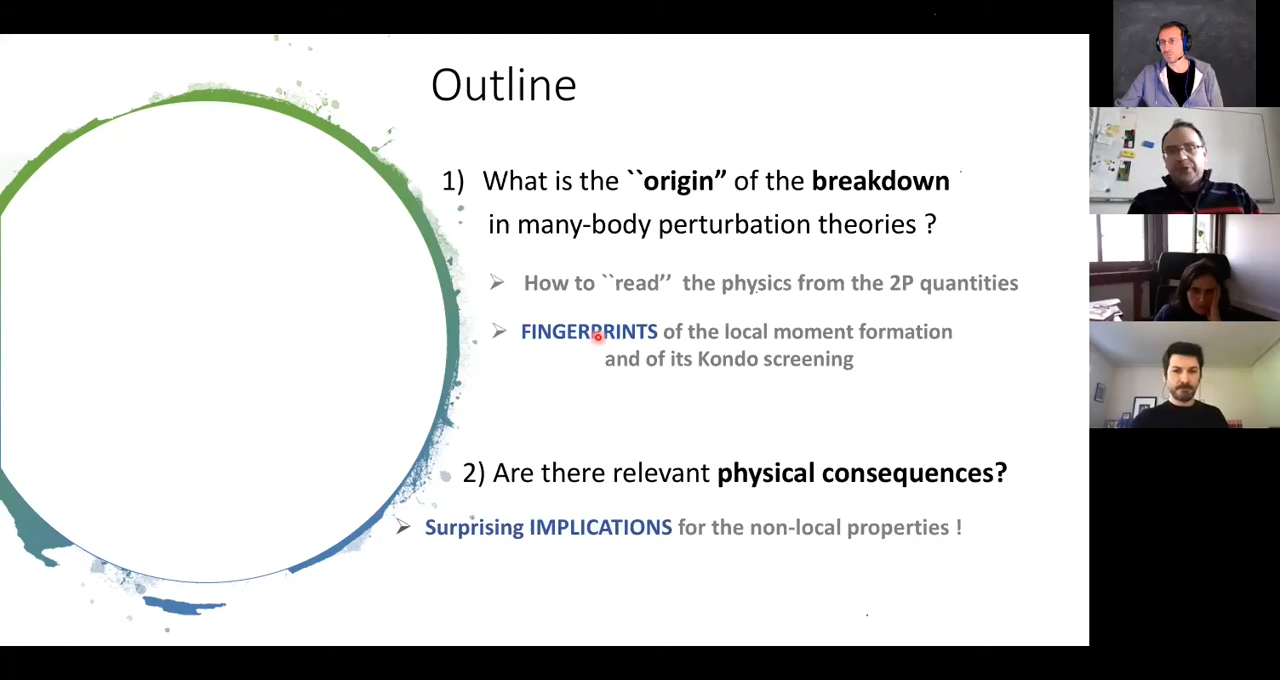 Outline
1) What is the ``origin” of the breakdown
in many-body perturbation theories ?
➢ How to ``read’’ the physics from the 2P quantities
➢ FINGERPRINTS of the local moment formation
and of its Kondo screening
2) Are there relevant physical consequences?
➢ Surprising IMPLICATIONS for the non-local properties !